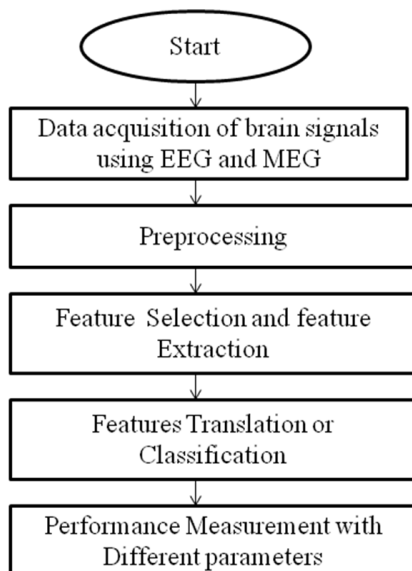 Start
Data acquisition of brain signals
using EEG and MEG
Preprocessing
Feature Selection and feature
Extraction
Features Translation or
Classification
Performance Measurement with
Different parameters